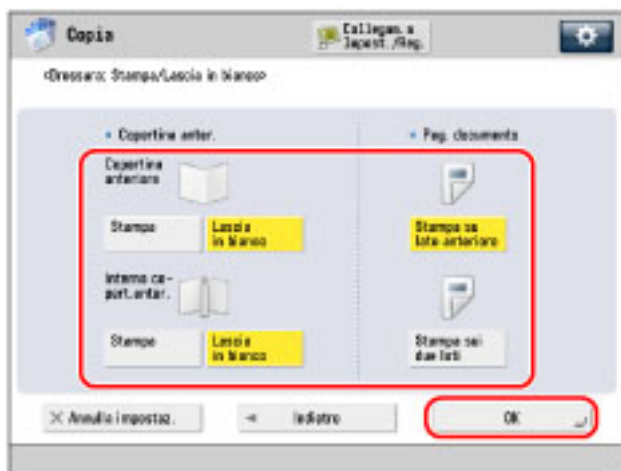 Copia
Collegam. a
Impost./Reg.
<Brossura: Stampa/Lascia in bianco>
Copertina anter.
Pag. documento
Copertina
anteriore
Stampa
Lascia
in bianco
Stampa su
lato anteriore
Interno co-
pert.anter.
Stampa
Lascia
in bianco
Stampa sui
due lati
Annulla impostaz.
Indietro
OK